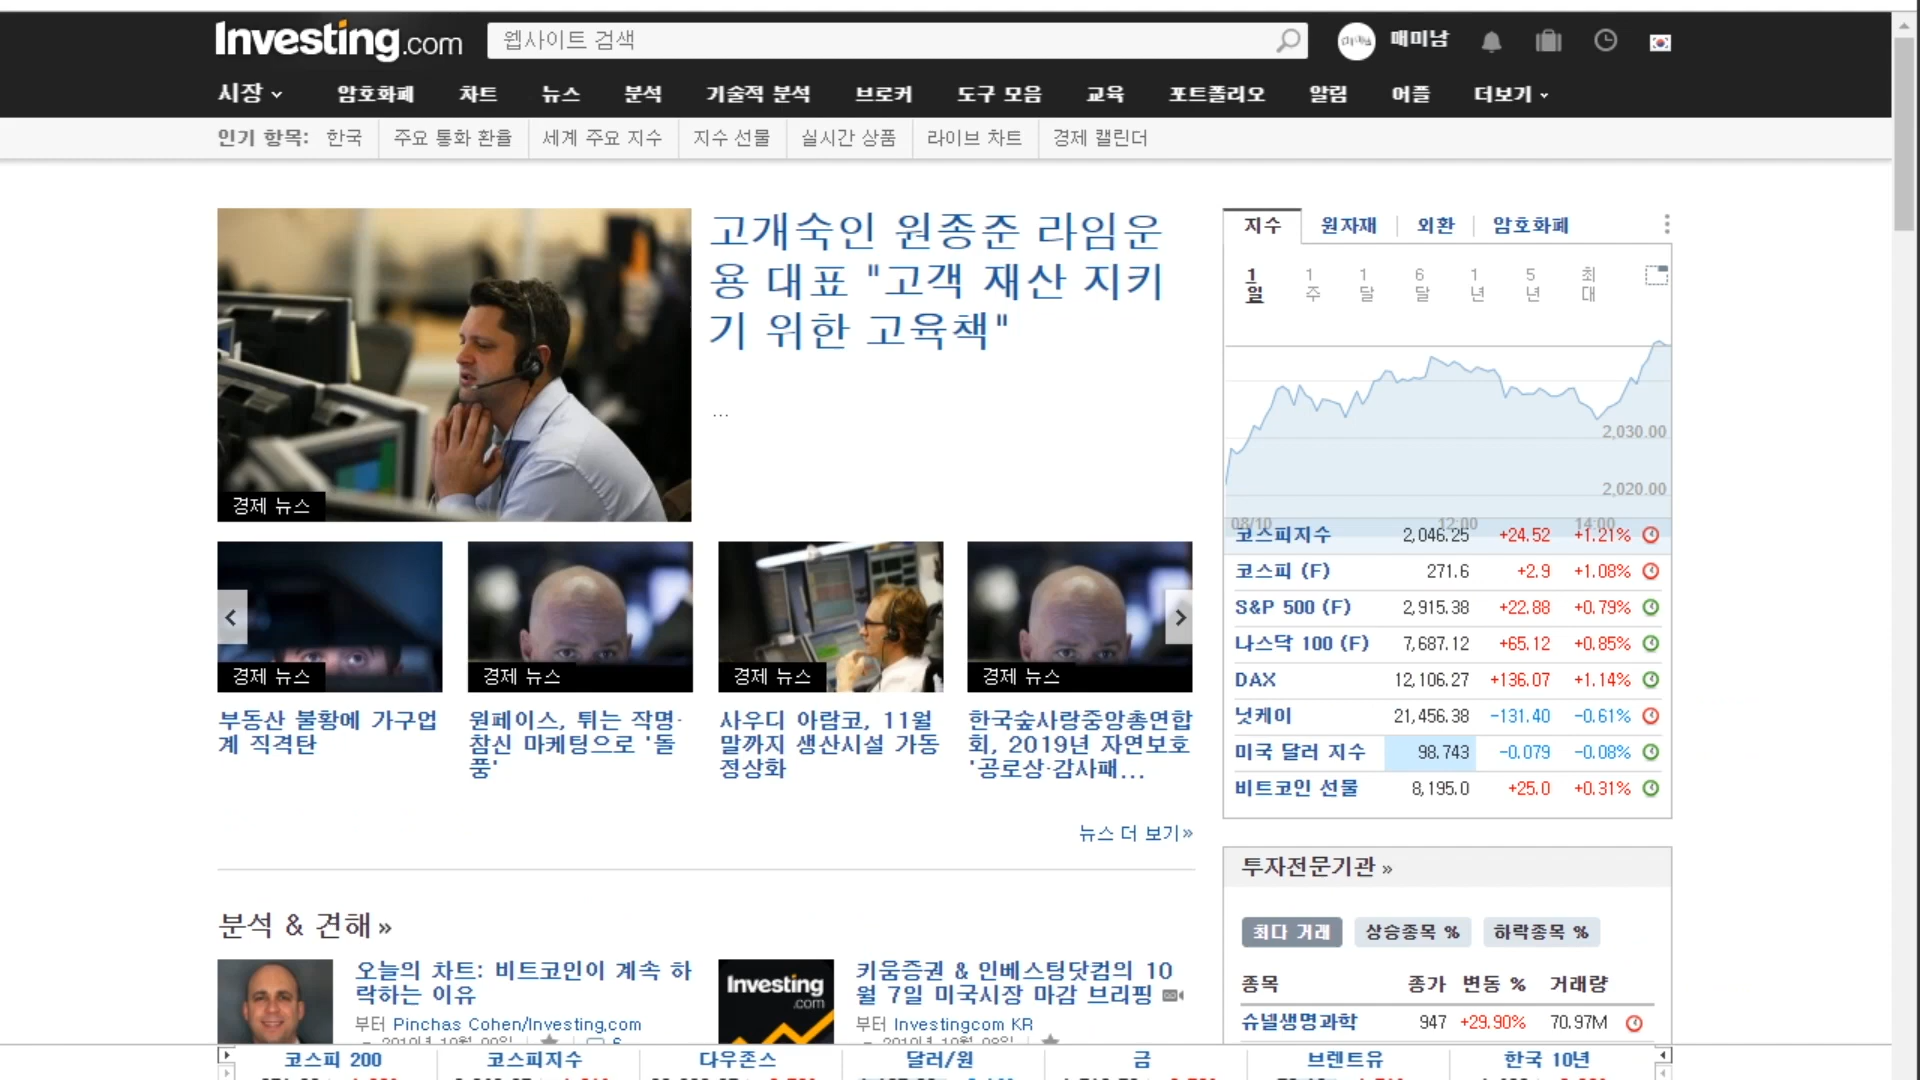 Investing.com
웹사이트 검색
매미남
시장
암호화폐
차트
뉴스
분석
기술적 분석
브로커
도구 모음
교육
포트폴리오
알림
어플
더보기
인기 항목:
한국
주요 통화 환율
세계 주요 지수
지수 선물
실시간 상품
라이브 차트
경제 캘린더
고개숙인 원종준 라임운
용 대표 "고객 재산 지키
기 위한 고육책"
...
경제 뉴스
경제 뉴스
부동산 불황에 가구업
계 직격탄
경제 뉴스
원페이스, 튀는 작명·
참신 마케팅으로 '돌
풍'
경제 뉴스
사우디 아람코, 11월
말까지 생산시설 가동
정상화
경제 뉴스
한국숲사랑중앙총연합
회, 2019년 자연보호
'공로상·감사패...
뉴스 더 보기»
분석 & 견해 »
오늘의 차트: 비트코인이 계속 하
락하는 이유
부터 Pinchas Cohen/Investing.com
Investing
.com
키움증권 & 인베스팅닷컴의 10
월 7일 미국시장 마감 브리핑
부터 Investingcom KR
지수
원자재
외환
암호화폐
1일
1주
1달
6달
1년
5년
최대
2,030.00
2,020.00
08/10
12:00
14:00
코스피지수 2,046.25 +24.52 +1.21%
코스피 (F) 271.6 +2.9 +1.08%
S&P 500 (F) 2,915.38 +22.88 +0.79%
나스닥 100 (F) 7,687.12 +65.12 +0.85%
DAX 12,106.27 +136.07 +1.14%
닛케이 21,456.38 -131.40 -0.61%
미국 달러 지수 98.743 -0.079 -0.08%
비트코인 선물 8,195.0 +25.0 +0.31%
투자전문기관 »
최다 거래
상승종목 %
하락종목 %
종목 종가 변동 % 거래량
슈넬생명과학 947 +29.90% 70.97M
코스피 200
코스피지수
다우존스
달러/원
금
브렌트유
한국 10년